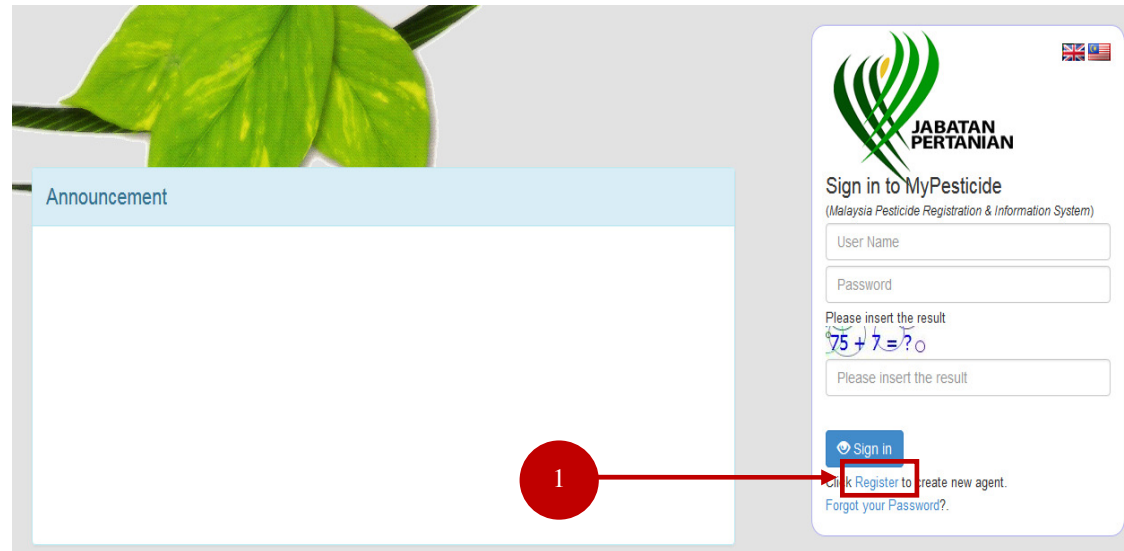 JABATAN
PERTANIAN
Announcement
Sign in to MyPesticide
(Malaysia Pesticide Registration & Information System)
User Name
Password
Please insert the result
75 + 7 = ?
Please insert the result
Sign in
1
Click Register to create new agent.
Forgot your Password?.